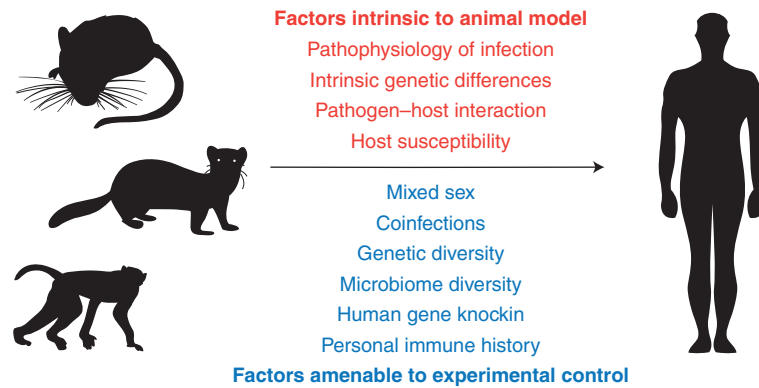 Factors intrinsic to animal model
Pathophysiology of infection
Intrinsic genetic differences
Pathogen–host interaction
Host susceptibility
Mixed sex
Coinfections
Genetic diversity
Microbiome diversity
Human gene knockin
Personal immune history
Factors amenable to experimental control